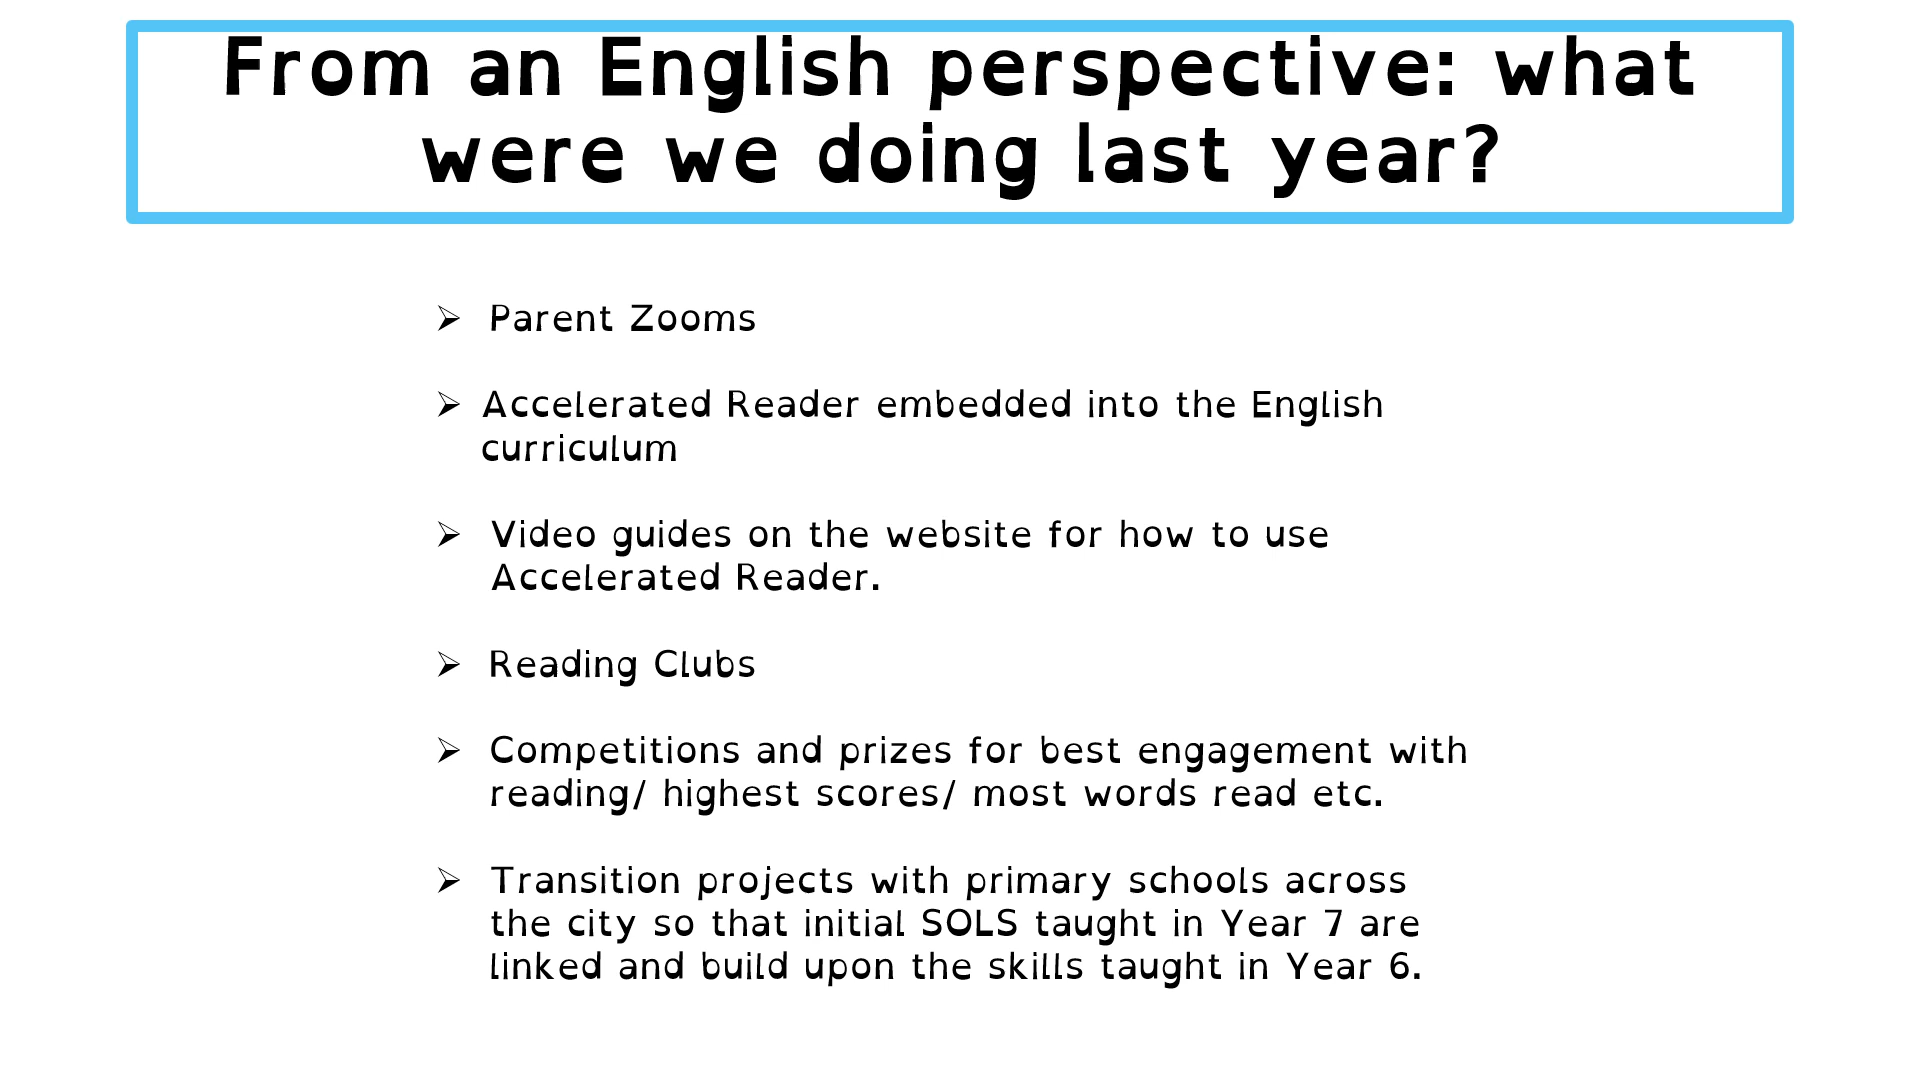 From an English perspective: what
were we doing last year?
➢ Parent Zooms
➢ Accelerated Reader embedded into the English
curriculum
➢ Video guides on the website for how to use
Accelerated Reader.
➢ Reading Clubs
➢ Competitions and prizes for best engagement with
reading/ highest scores/ most words read etc.
➢ Transition projects with primary schools across
the city so that initial SOLS taught in Year 7 are
linked and build upon the skills taught in Year 6.